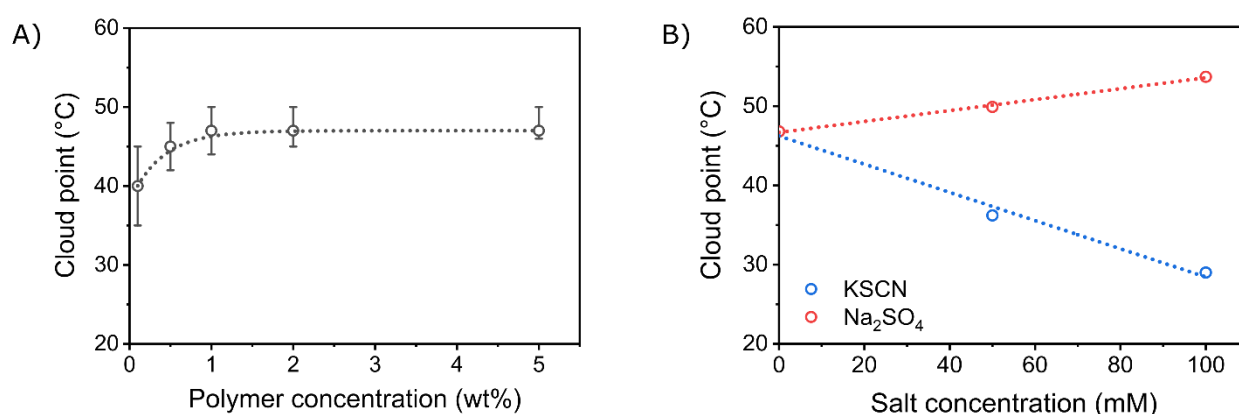 A)
60
50
40
30
20
Cloud point (°C)
0 1 2 3 4 5
Polymer concentration (wt%)
B)
60
50
40
30
20
Cloud point (°C)
KSCN
Na₂SO₄
0 20 40 60 80 100
Salt concentration (mM)